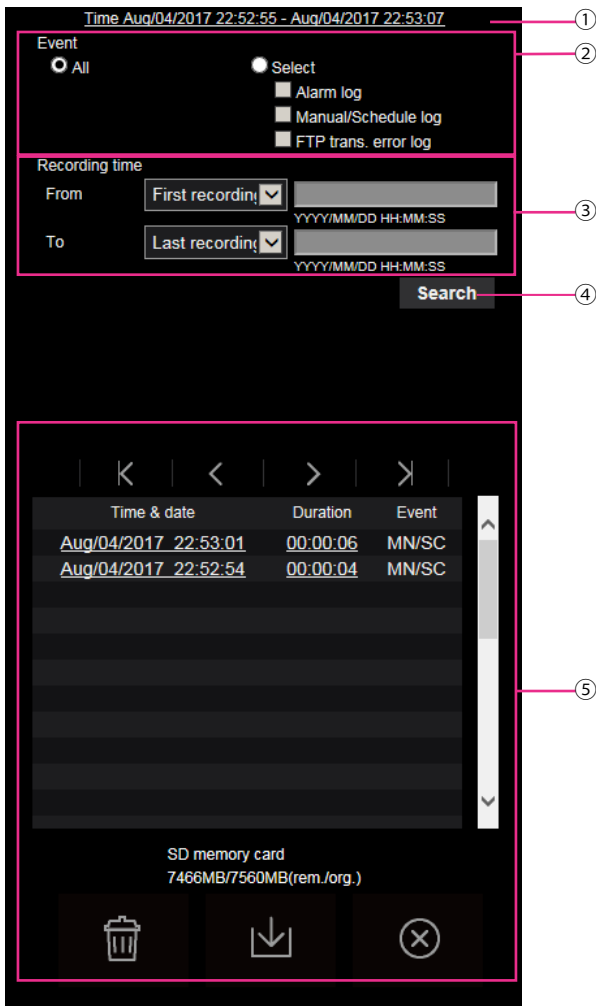 Time Aug/04/2017 22:52:55 - Aug/04/2017 22:53:07 ①
Event ②
All Select
Alarm log
Manual/Schedule log
FTP trans. error log
Recording time
From First recording
YYYY/MM/DD HH:MM:SS ③
To Last recording
YYYY/MM/DD HH:MM:SS
Search ④
Time & date Duration Event
Aug/04/2017 22:53:01 00:00:06 MN/SC
Aug/04/2017 22:52:54 00:00:04 MN/SC
⑤
SD memory card
7466MB/7560MB(rem./org.)